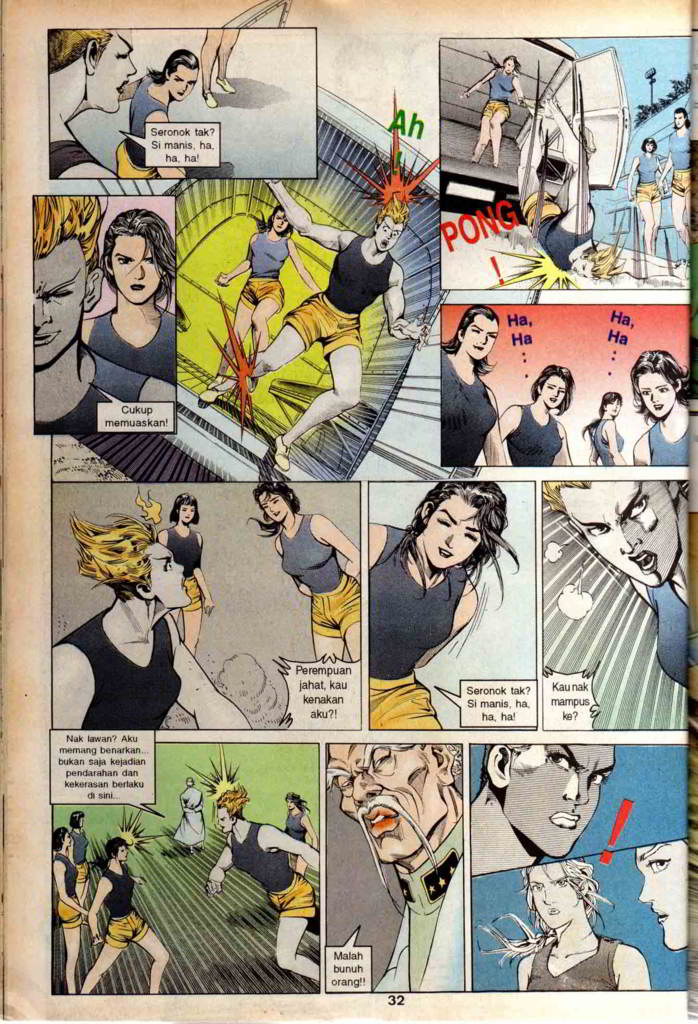 Seronok tak?
Si manis, ha,
ha, ha!
Ah
!
PONG
!
Cukup
memuaskan!
Ha,
Ha
...
Ha,
Ha
...
Perempuan
jahat, kau
kenakan
aku?!
Seronok tak?
Si manis, ha,
ha, ha!
Kau nak
mampus
ke?
Nak lawan? Aku
memang benarkan...
bukan saja kejadian
pendarahan dan
kekerasan berlaku
di sini...
Malah
bunuh
orang!!
!
32